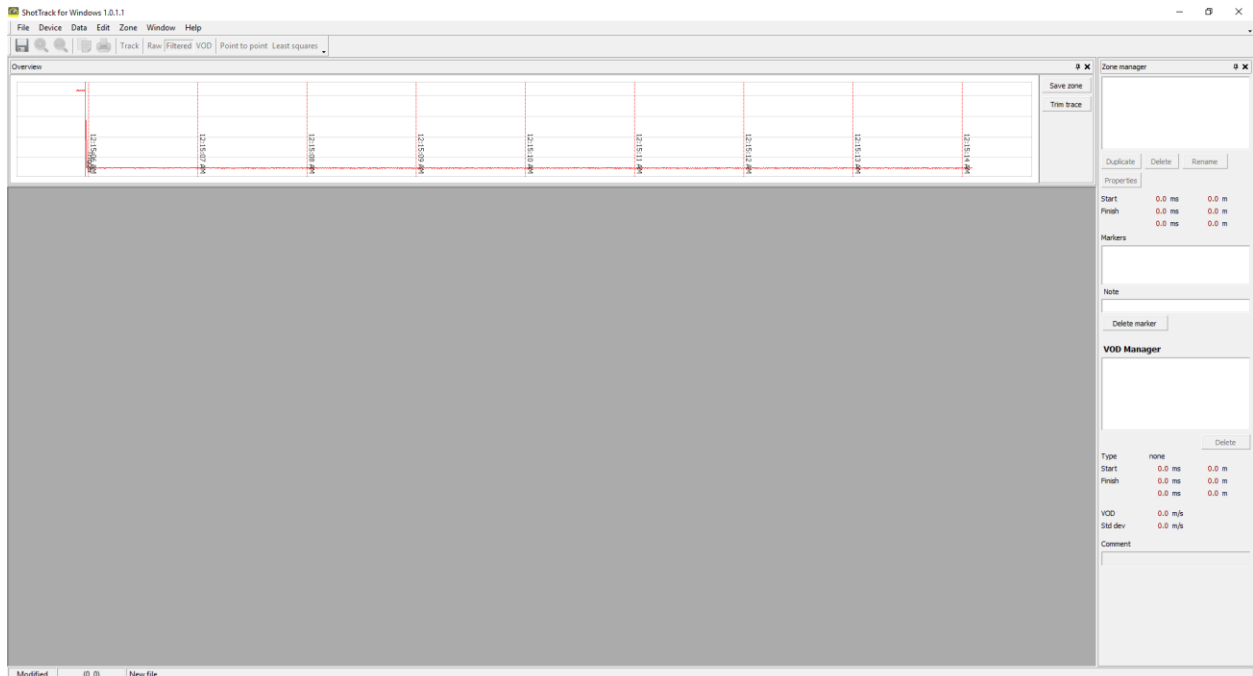 ShotTrack for Windows 1.0.1.1
File Device Data Edit Zone Window Help
Track Raw Filtered VOD Point to point Least squares
Overview
Save zone
Trim trace
12:15:06 AM 12:15:07 AM 12:15:08 AM 12:15:09 AM 12:15:10 AM 12:15:11 AM 12:15:12 AM 12:15:13 AM 12:15:14 AM
Zone manager
Duplicate Delete Rename
Properties
Start 0.0 ms 0.0 m
Finish 0.0 ms 0.0 m
0.0 ms 0.0 m
Markers
Note
Delete marker
VOD Manager
Delete
Type none
Start 0.0 ms 0.0 m
Finish 0.0 ms 0.0 m
0.0 ms 0.0 m
VOD 0.0 m/s
Std dev 0.0 m/s
Comment
Modified (0, 0) New file